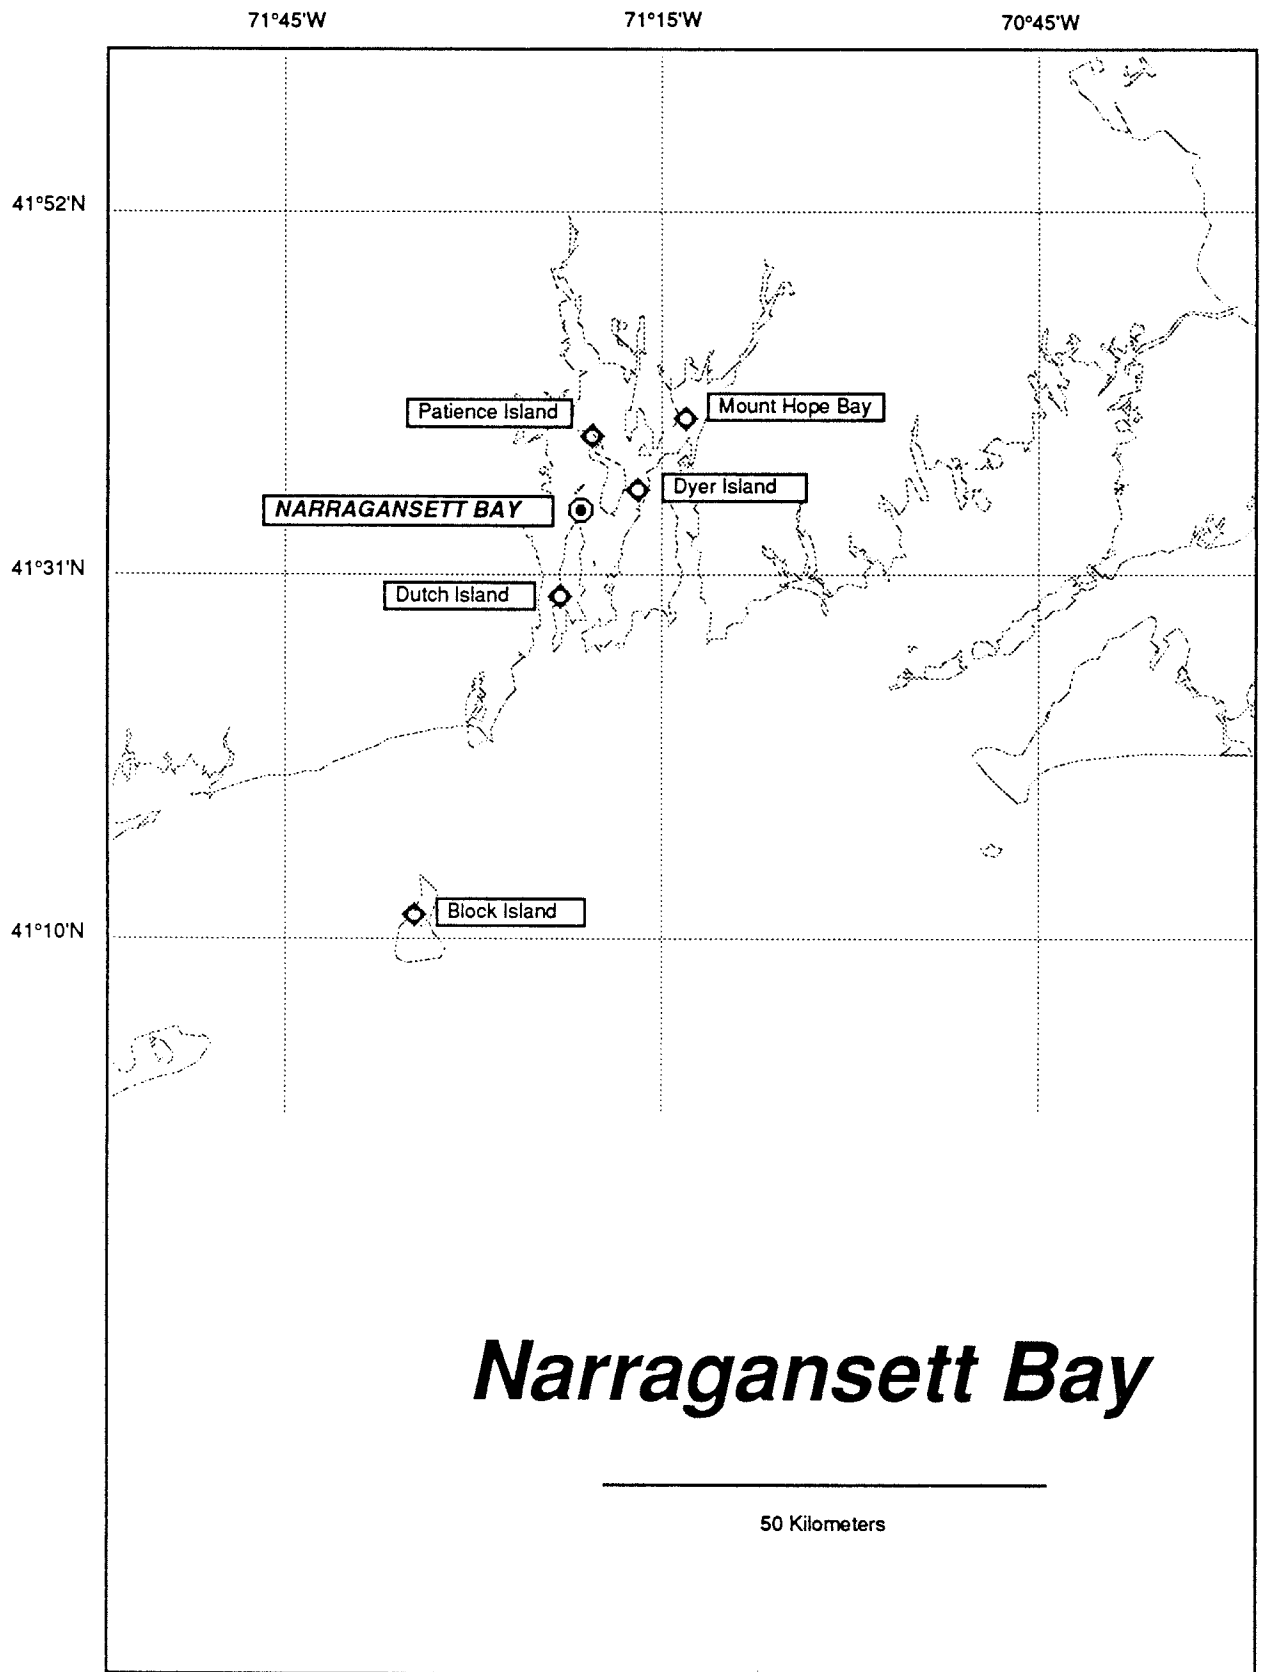 71°45'W
71°15'W
70°45'W
41°52'N
Patience Island
Mount Hope Bay
Dyer Island
NARRAGANSETT BAY
41°31'N
Dutch Island
Block Island
41°10'N
Narragansett Bay
50 Kilometers